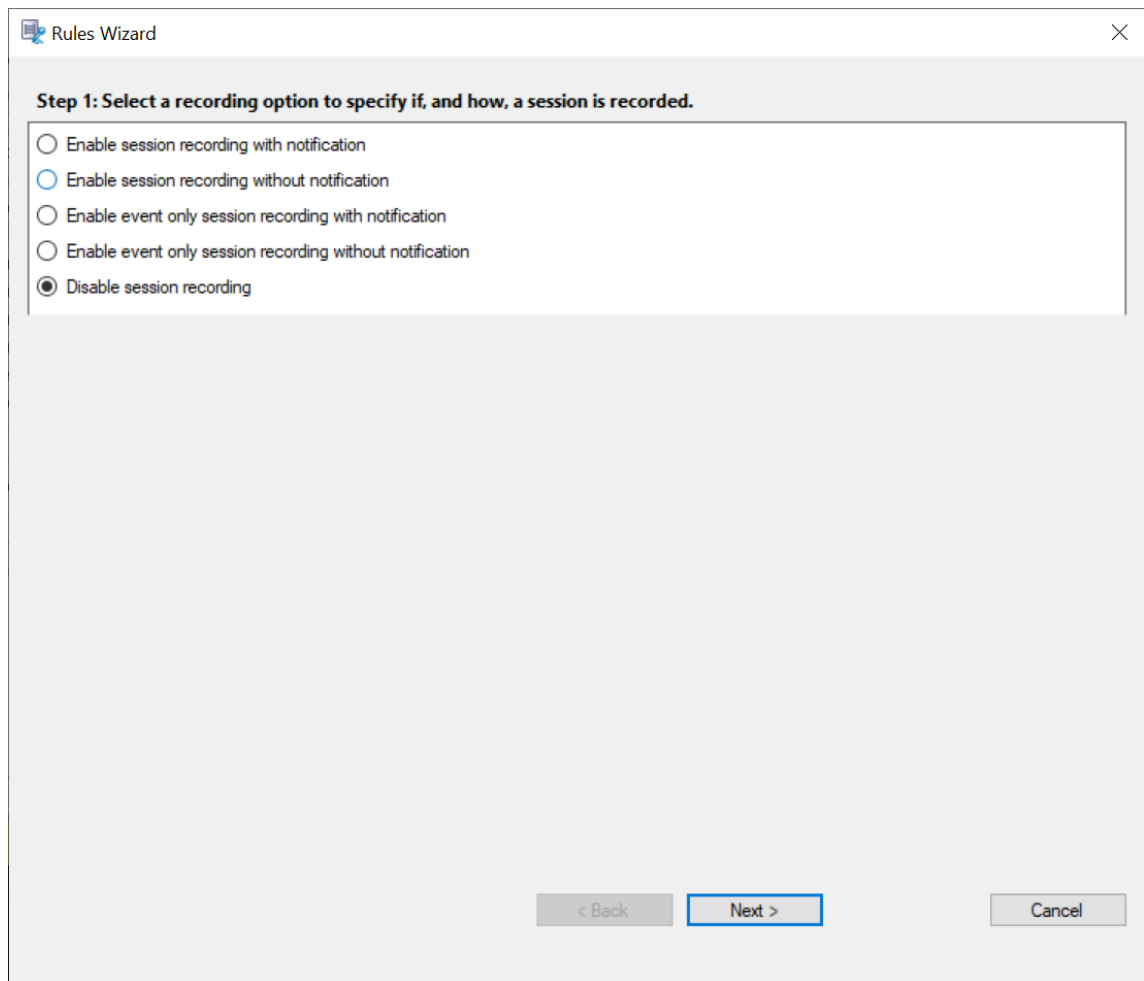 Rules Wizard
Step 1: Select a recording option to specify if, and how, a session is recorded.
Enable session recording with notification
Enable session recording without notification
Enable event only session recording with notification
Enable event only session recording without notification
Disable session recording
< Back
Next >
Cancel